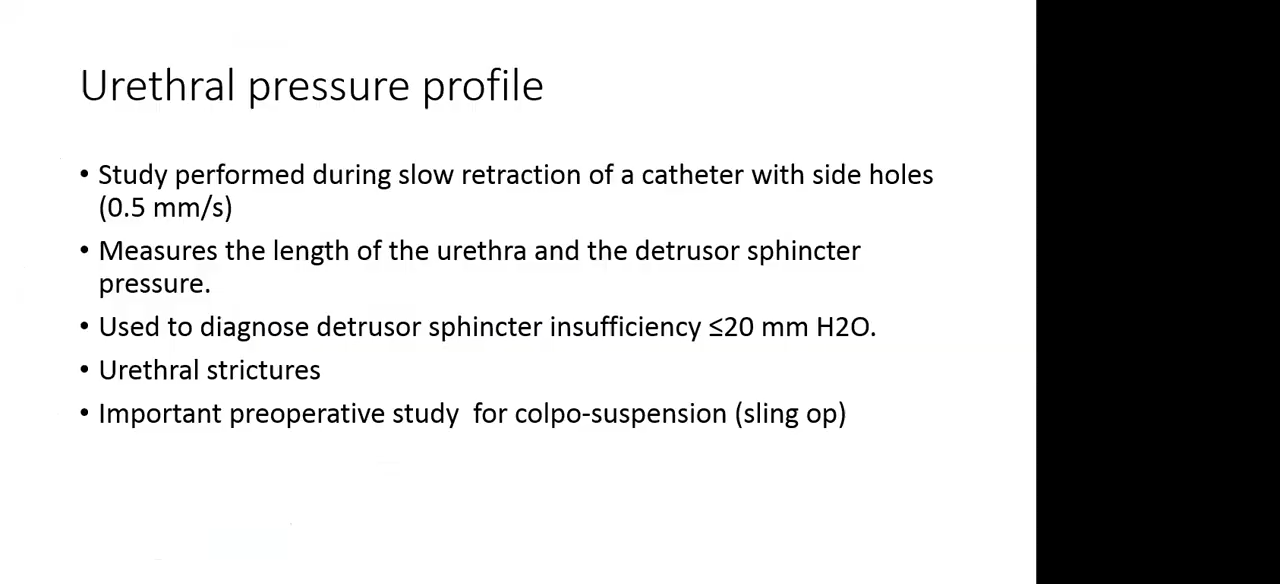 Urethral pressure profile
• Study performed during slow retraction of a catheter with side holes
(0.5 mm/s)
• Measures the length of the urethra and the detrusor sphincter
pressure.
• Used to diagnose detrusor sphincter insufficiency ≤20 mm H2O.
• Urethral strictures
• Important preoperative study  for colpo-suspension (sling op)